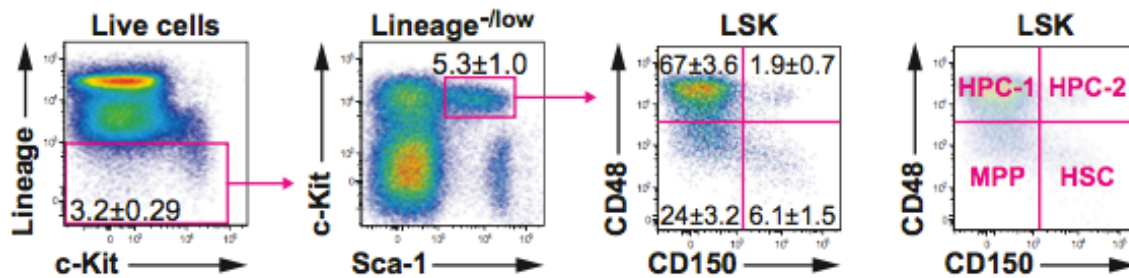 Live cells
Lineage-/low
LSK
LSK
Lineage
3.2±0.29
c-Kit
c-Kit
5.3±1.0
Sca-1
CD48
67±3.6
1.9±0.7
24±3.2
6.1±1.5
CD150
CD48
HPC-1
HPC-2
MPP
HSC
CD150